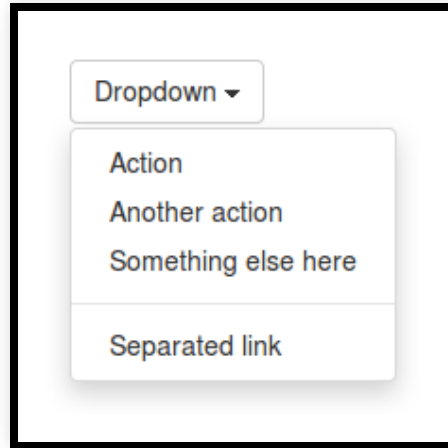 Dropdown
Action
Another action
Something else here
Separated link